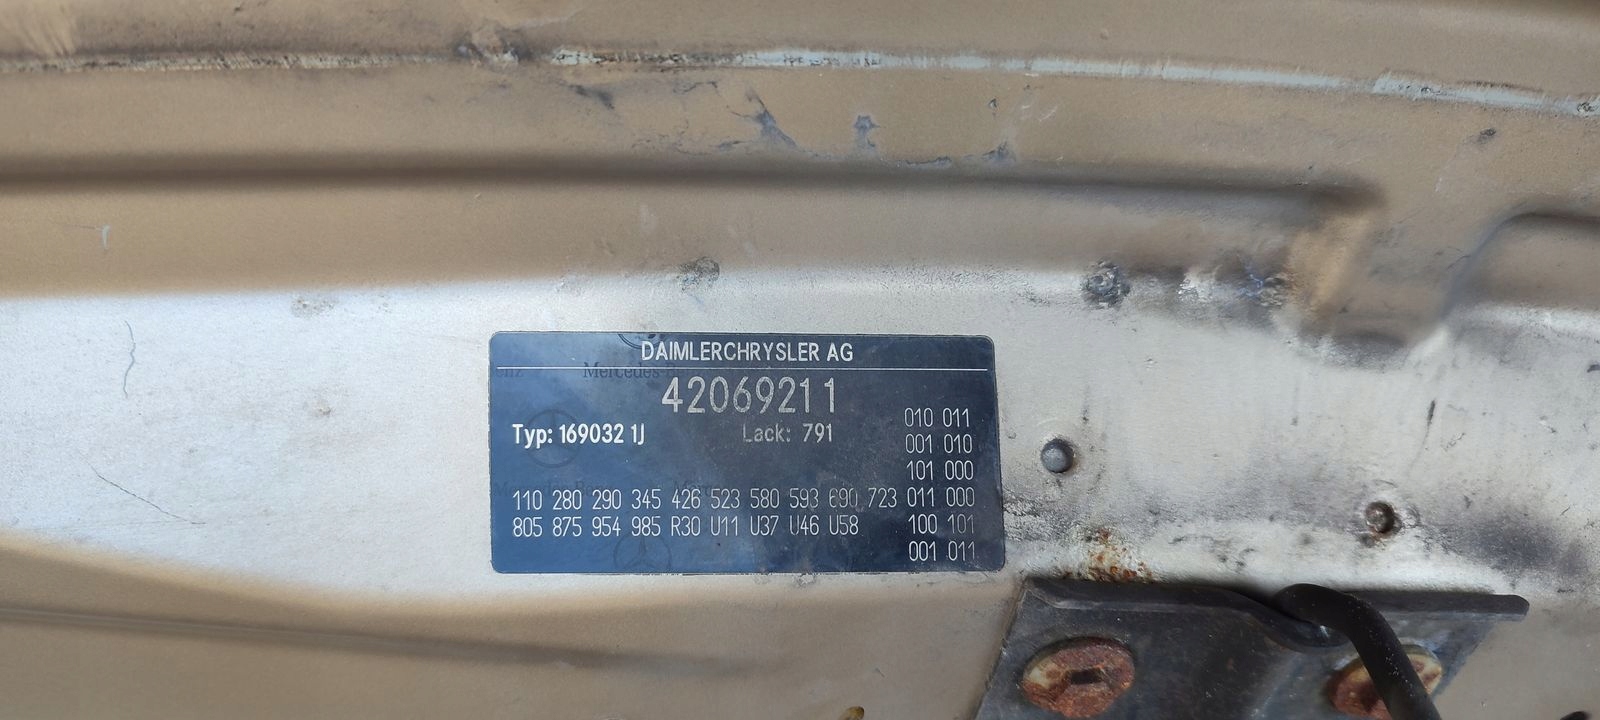 DAIMLERCHRYSLER AG
42069211
Typ: 169032 1J Lack: 791
010 011
001 010
101 000
110 280 290 345 426 523 580 593 690 723 011 000
805 875 954 985 R30 U11 U37 U46 U58 100 101
001 011